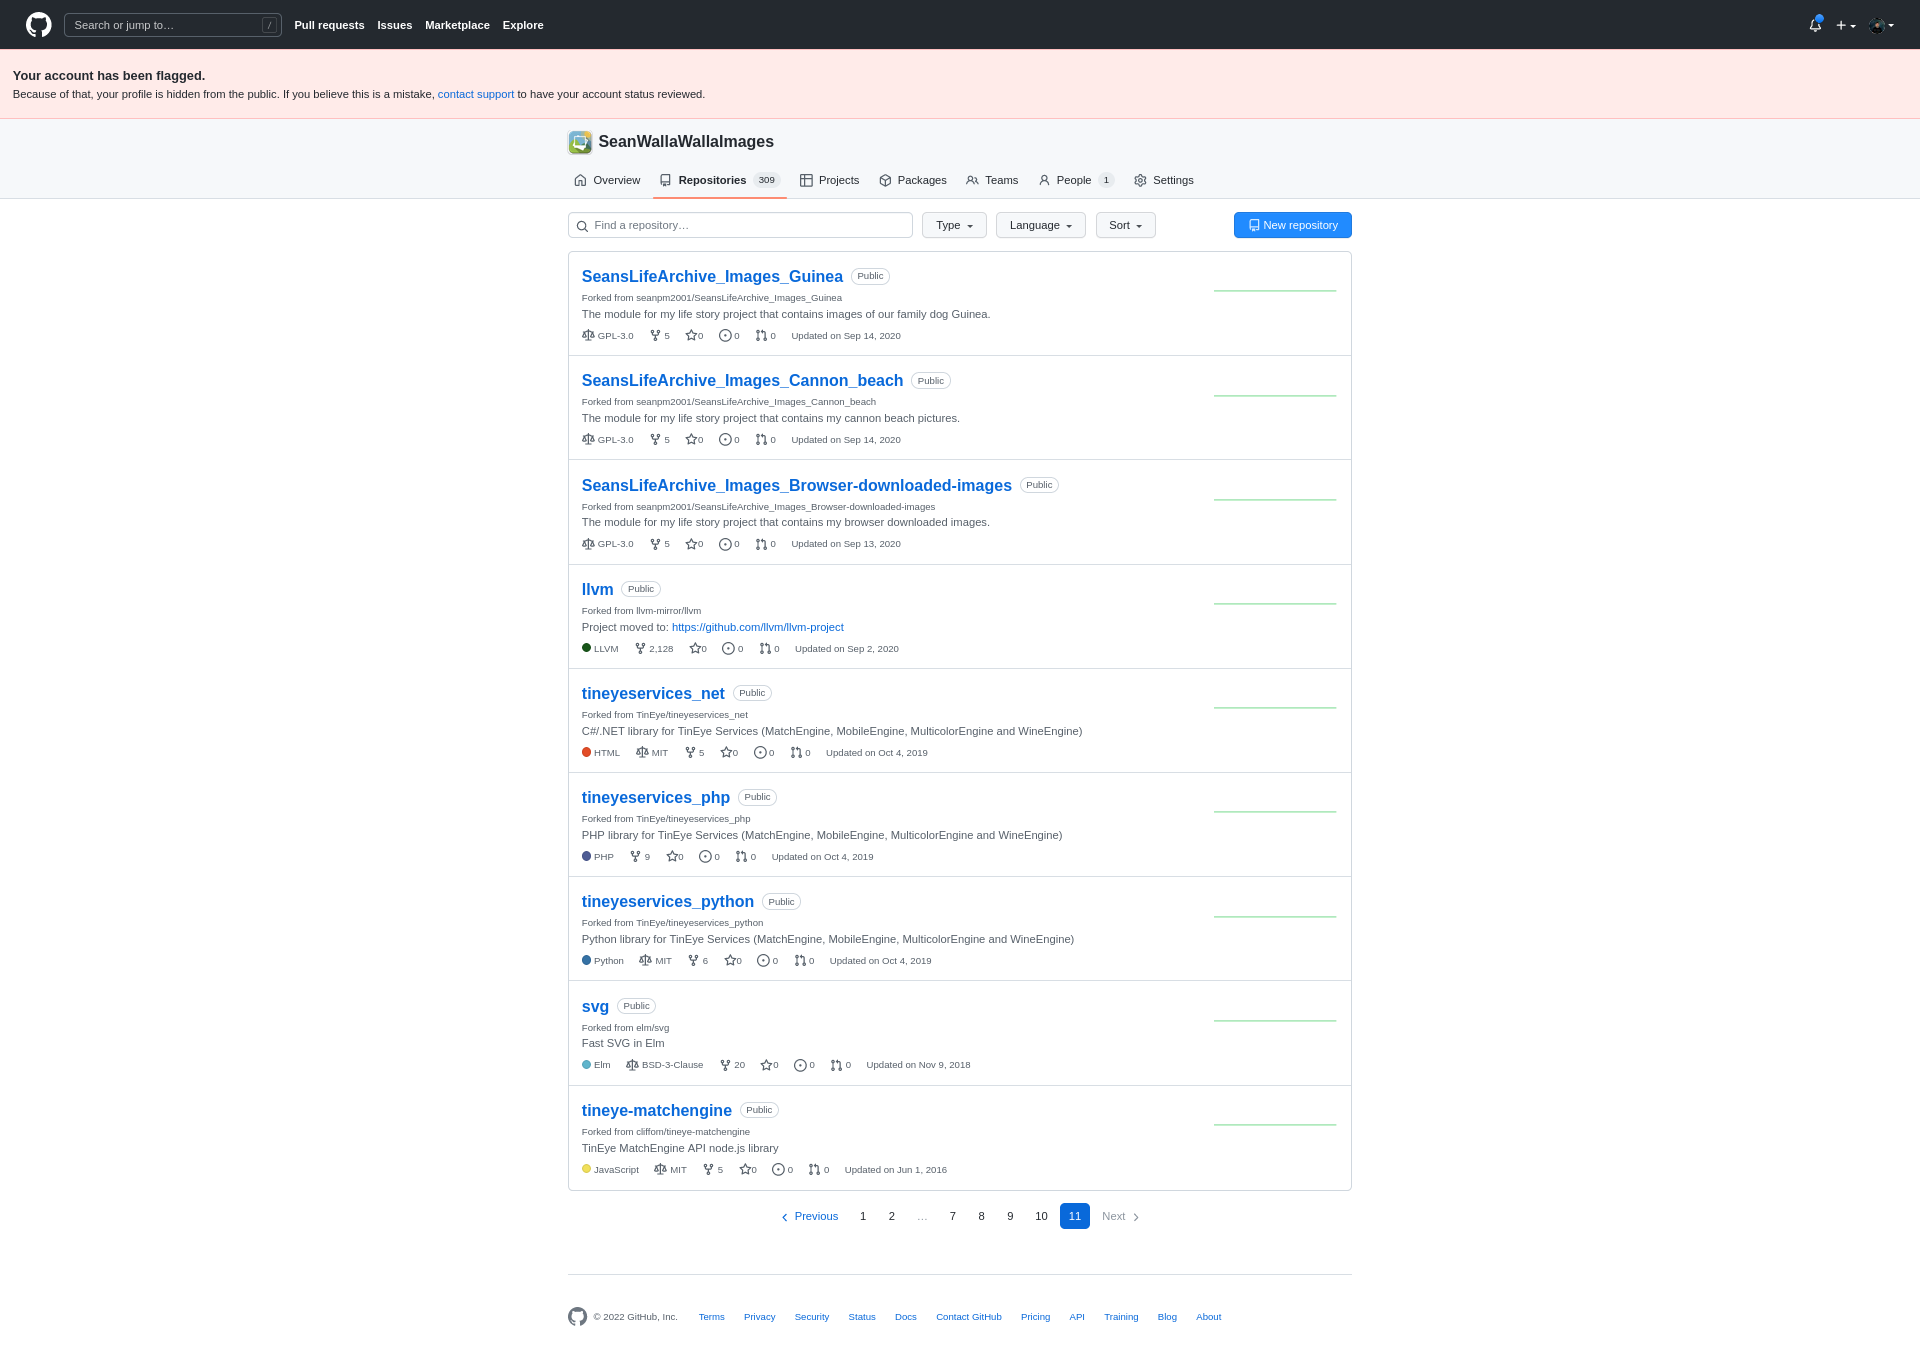 Search or jump to… /
Pull requests Issues Marketplace Explore
Your account has been flagged.
Because of that, your profile is hidden from the public. If you believe this is a mistake, contact support to have your account status reviewed.
SeanWallaWallaImages
Overview Repositories 309 Projects Packages Teams People 1 Settings
Find a repository… Type Language Sort New repository
SeansLifeArchive_Images_Guinea Public
Forked from seanpm2001/SeansLifeArchive_Images_Guinea
The module for my life story project that contains images of our family dog Guinea.
GPL-3.0 5 0 0 0 Updated on Sep 14, 2020
SeansLifeArchive_Images_Cannon_beach Public
Forked from seanpm2001/SeansLifeArchive_Images_Cannon_beach
The module for my life story project that contains my cannon beach pictures.
GPL-3.0 5 0 0 0 Updated on Sep 14, 2020
SeansLifeArchive_Images_Browser-downloaded-images Public
Forked from seanpm2001/SeansLifeArchive_Images_Browser-downloaded-images
The module for my life story project that contains my browser downloaded images.
GPL-3.0 5 0 0 0 Updated on Sep 13, 2020
llvm Public
Forked from llvm-mirror/llvm
Project moved to: https://github.com/llvm/llvm-project
LLVM 2,128 0 0 0 Updated on Sep 2, 2020
tineyeservices_net Public
Forked from TinEye/tineyeservices_net
C#/.NET library for TinEye Services (MatchEngine, MobileEngine, MulticolorEngine and WineEngine)
HTML MIT 5 0 0 0 Updated on Oct 4, 2019
tineyeservices_php Public
Forked from TinEye/tineyeservices_php
PHP library for TinEye Services (MatchEngine, MobileEngine, MulticolorEngine and WineEngine)
PHP 9 0 0 0 Updated on Oct 4, 2019
tineyeservices_python Public
Forked from TinEye/tineyeservices_python
Python library for TinEye Services (MatchEngine, MobileEngine, MulticolorEngine and WineEngine)
Python MIT 6 0 0 0 Updated on Oct 4, 2019
svg Public
Forked from elm/svg
Fast SVG in Elm
Elm BSD-3-Clause 20 0 0 0 Updated on Nov 9, 2018
tineye-matchengine Public
Forked from cliffom/tineye-matchengine
TinEye MatchEngine API node.js library
JavaScript MIT 5 0 0 0 Updated on Jun 1, 2016
Previous 1 2 … 7 8 9 10 11 Next
© 2022 GitHub, Inc. Terms Privacy Security Status Docs Contact GitHub Pricing API Training Blog About